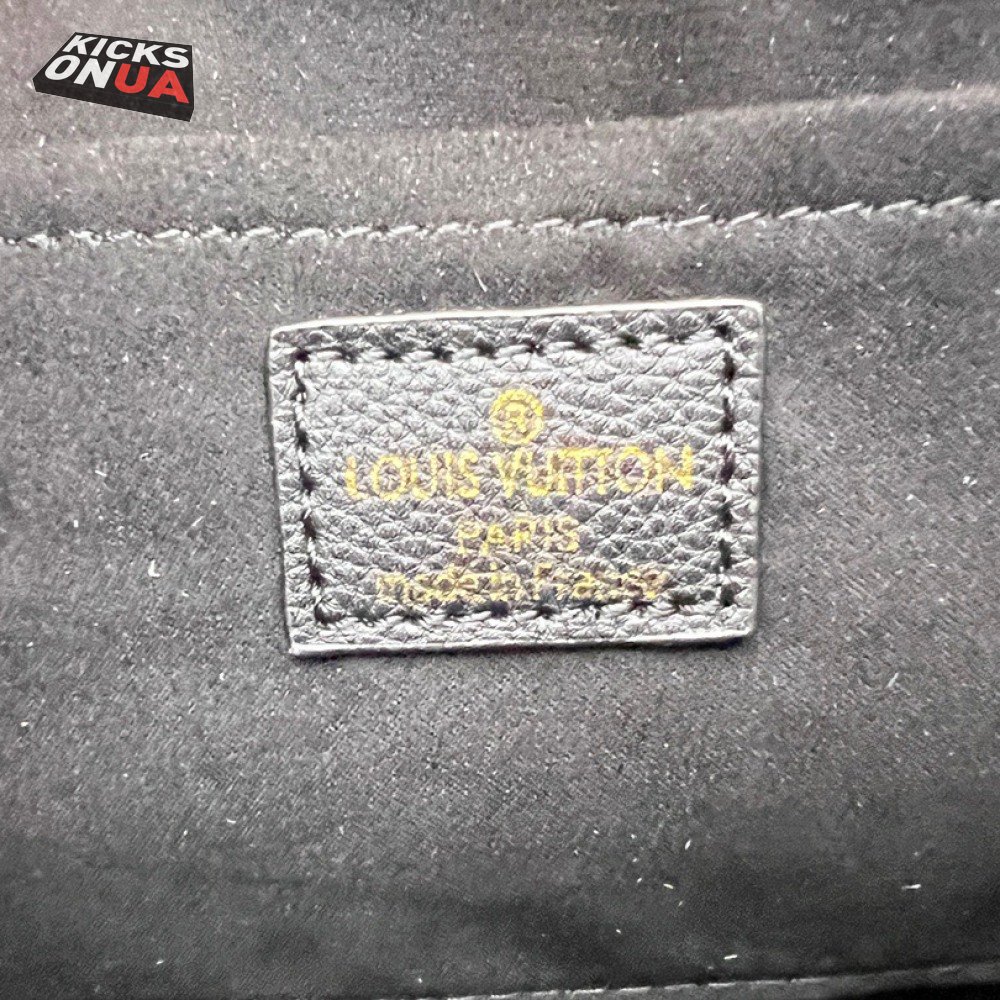 KICKS
ONUA
®
LOUIS VUITTON
PARIS
made in France